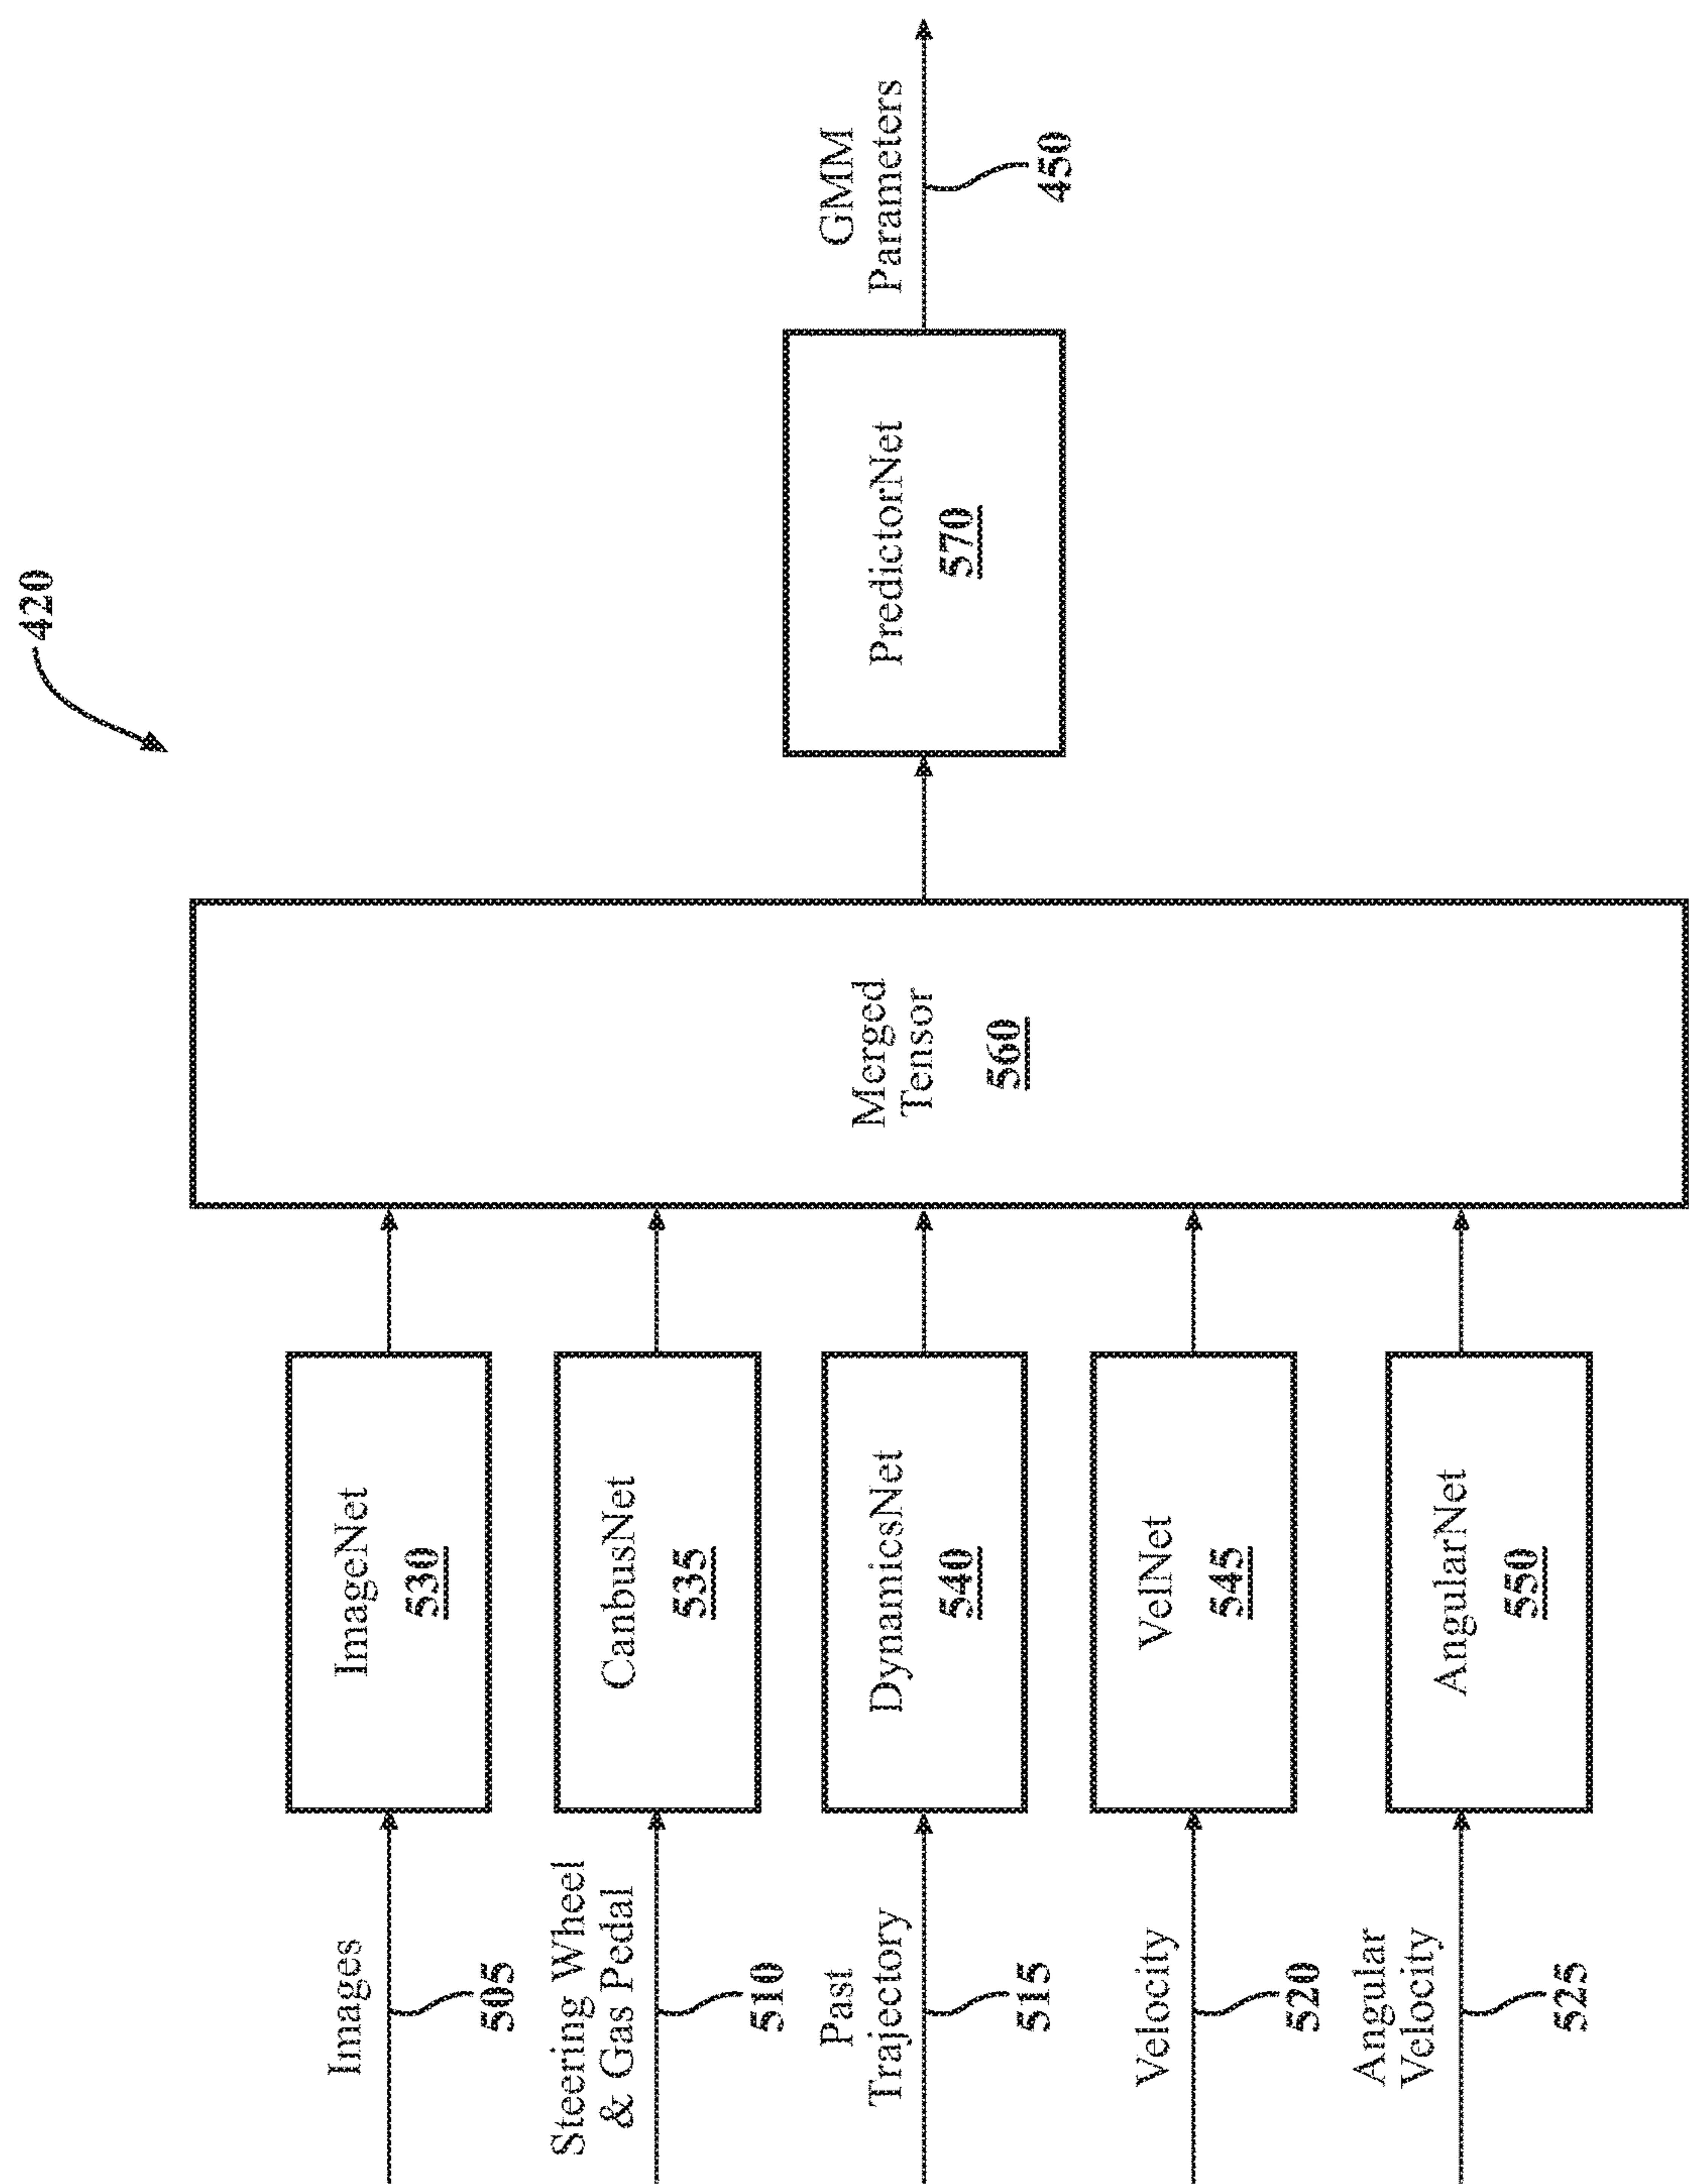 420
Images
505
Steering Wheel
& Gas Pedal
510
Past
Trajectory
515
Velocity
520
Angular
Velocity
525
ImageNet
530
CanbusNet
535
DynamicsNet
540
VelNet
545
AngularNet
550
Merged
Tensor
560
PredictorNet
570
GMM
Parameters
450